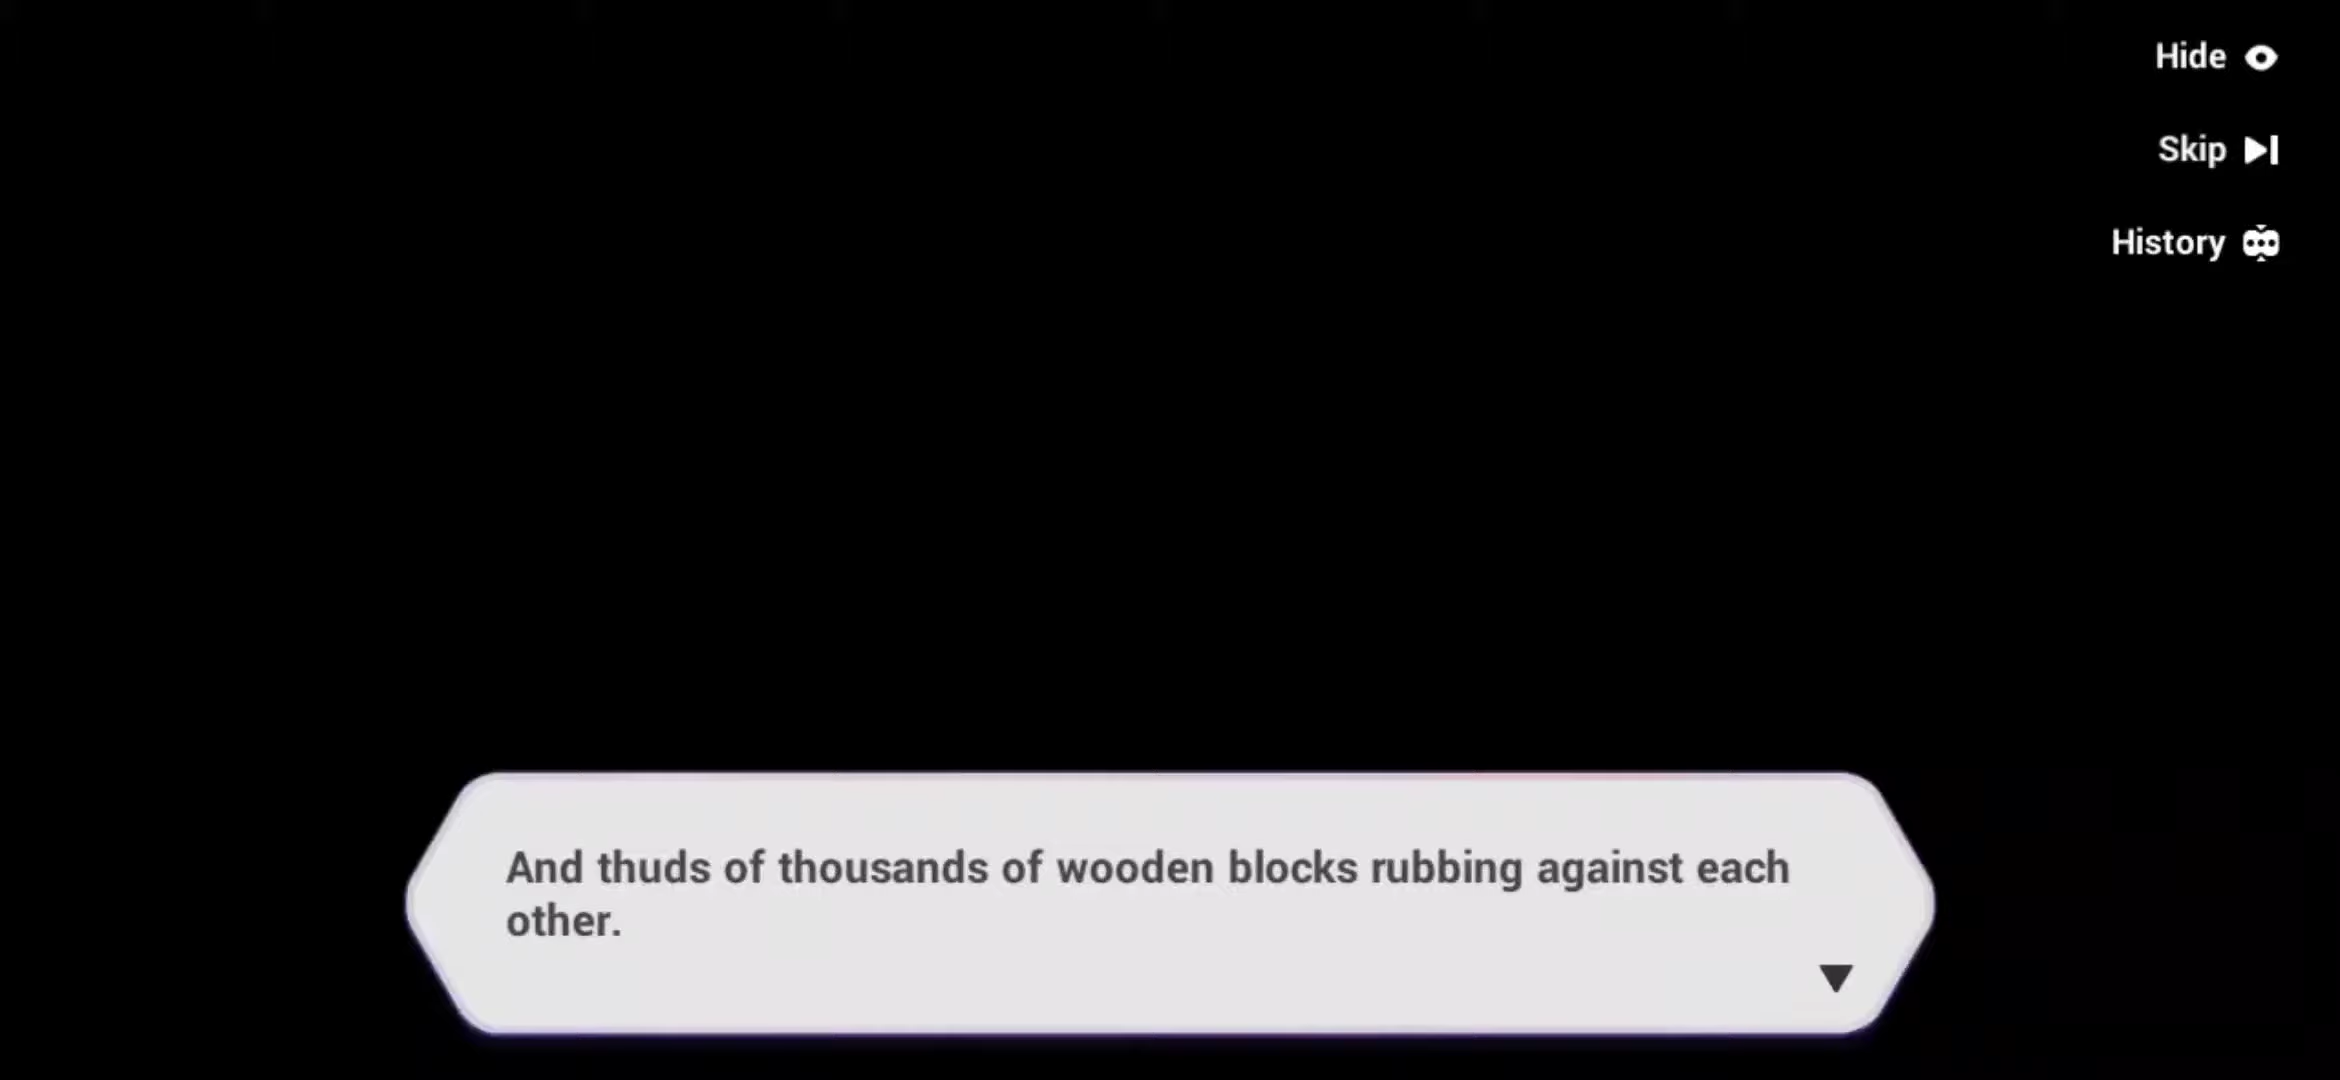 Hide
Skip
History
And thuds of thousands of wooden blocks rubbing against each
other.